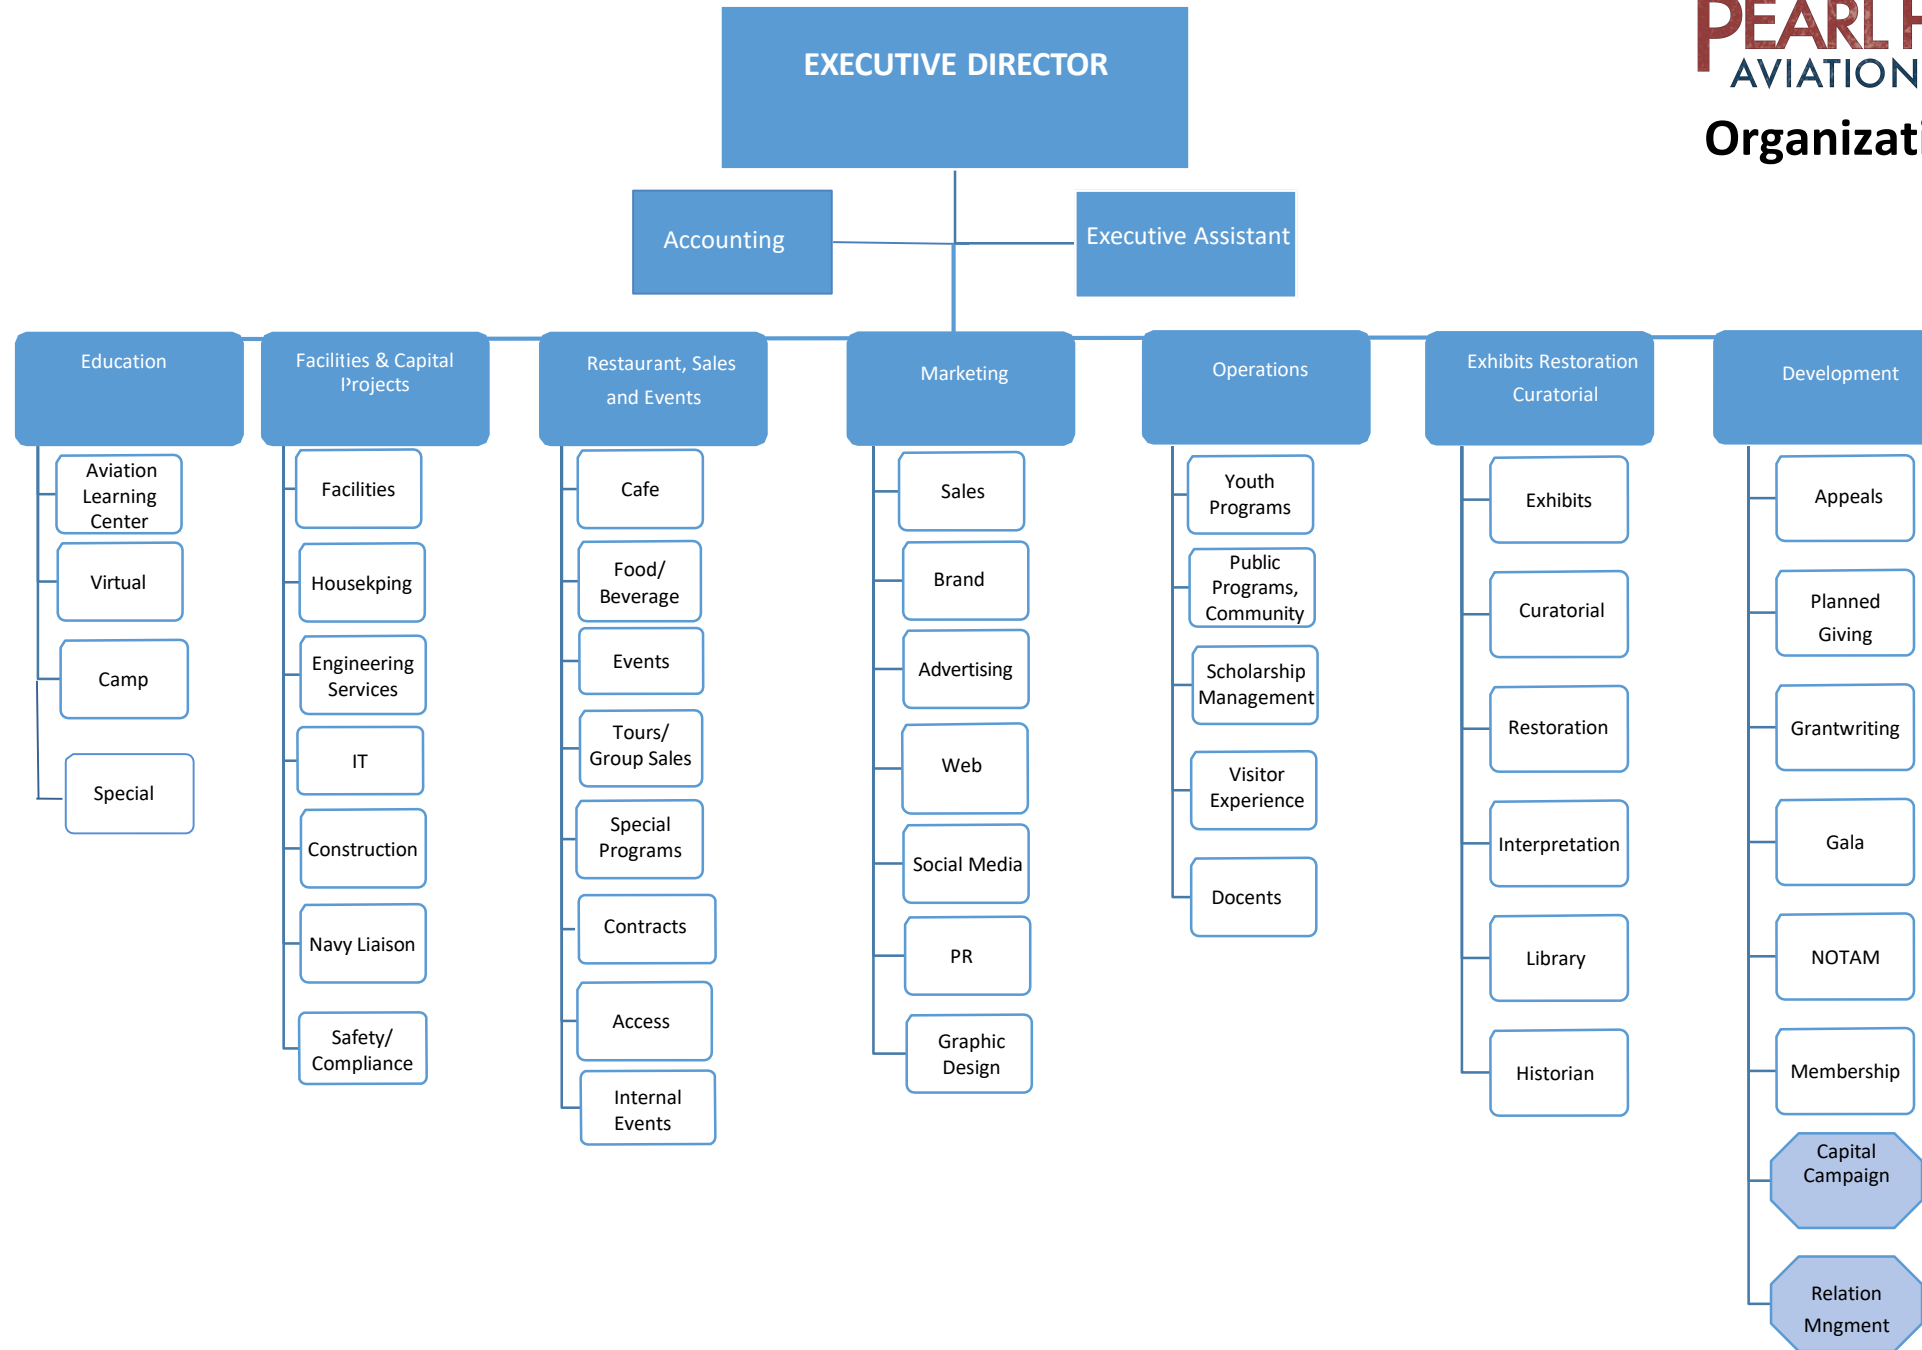 EXECUTIVE DIRECTOR
PEARL H
AVIATION
Organizati
Accounting
Executive Assistant
Education
Facilities & Capital
Projects
Restaurant, Sales
and Events
Marketing
Operations
Exhibits Restoration
Curatorial
Development
Aviation
Learning
Center
Virtual
Camp
Special
Facilities
Housekping
Engineering
Services
IT
Construction
Navy Liaison
Safety/
Compliance
Cafe
Food/
Beverage
Events
Tours/
Group Sales
Special
Programs
Contracts
Access
Internal
Events
Sales
Brand
Advertising
Web
Social Media
PR
Graphic
Design
Youth
Programs
Public
Programs,
Community
Scholarship
Management
Visitor
Experience
Docents
Exhibits
Curatorial
Restoration
Interpretation
Library
Historian
Appeals
Planned
Giving
Grantwriting
Gala
NOTAM
Membership
Capital
Campaign
Relation
Mngment